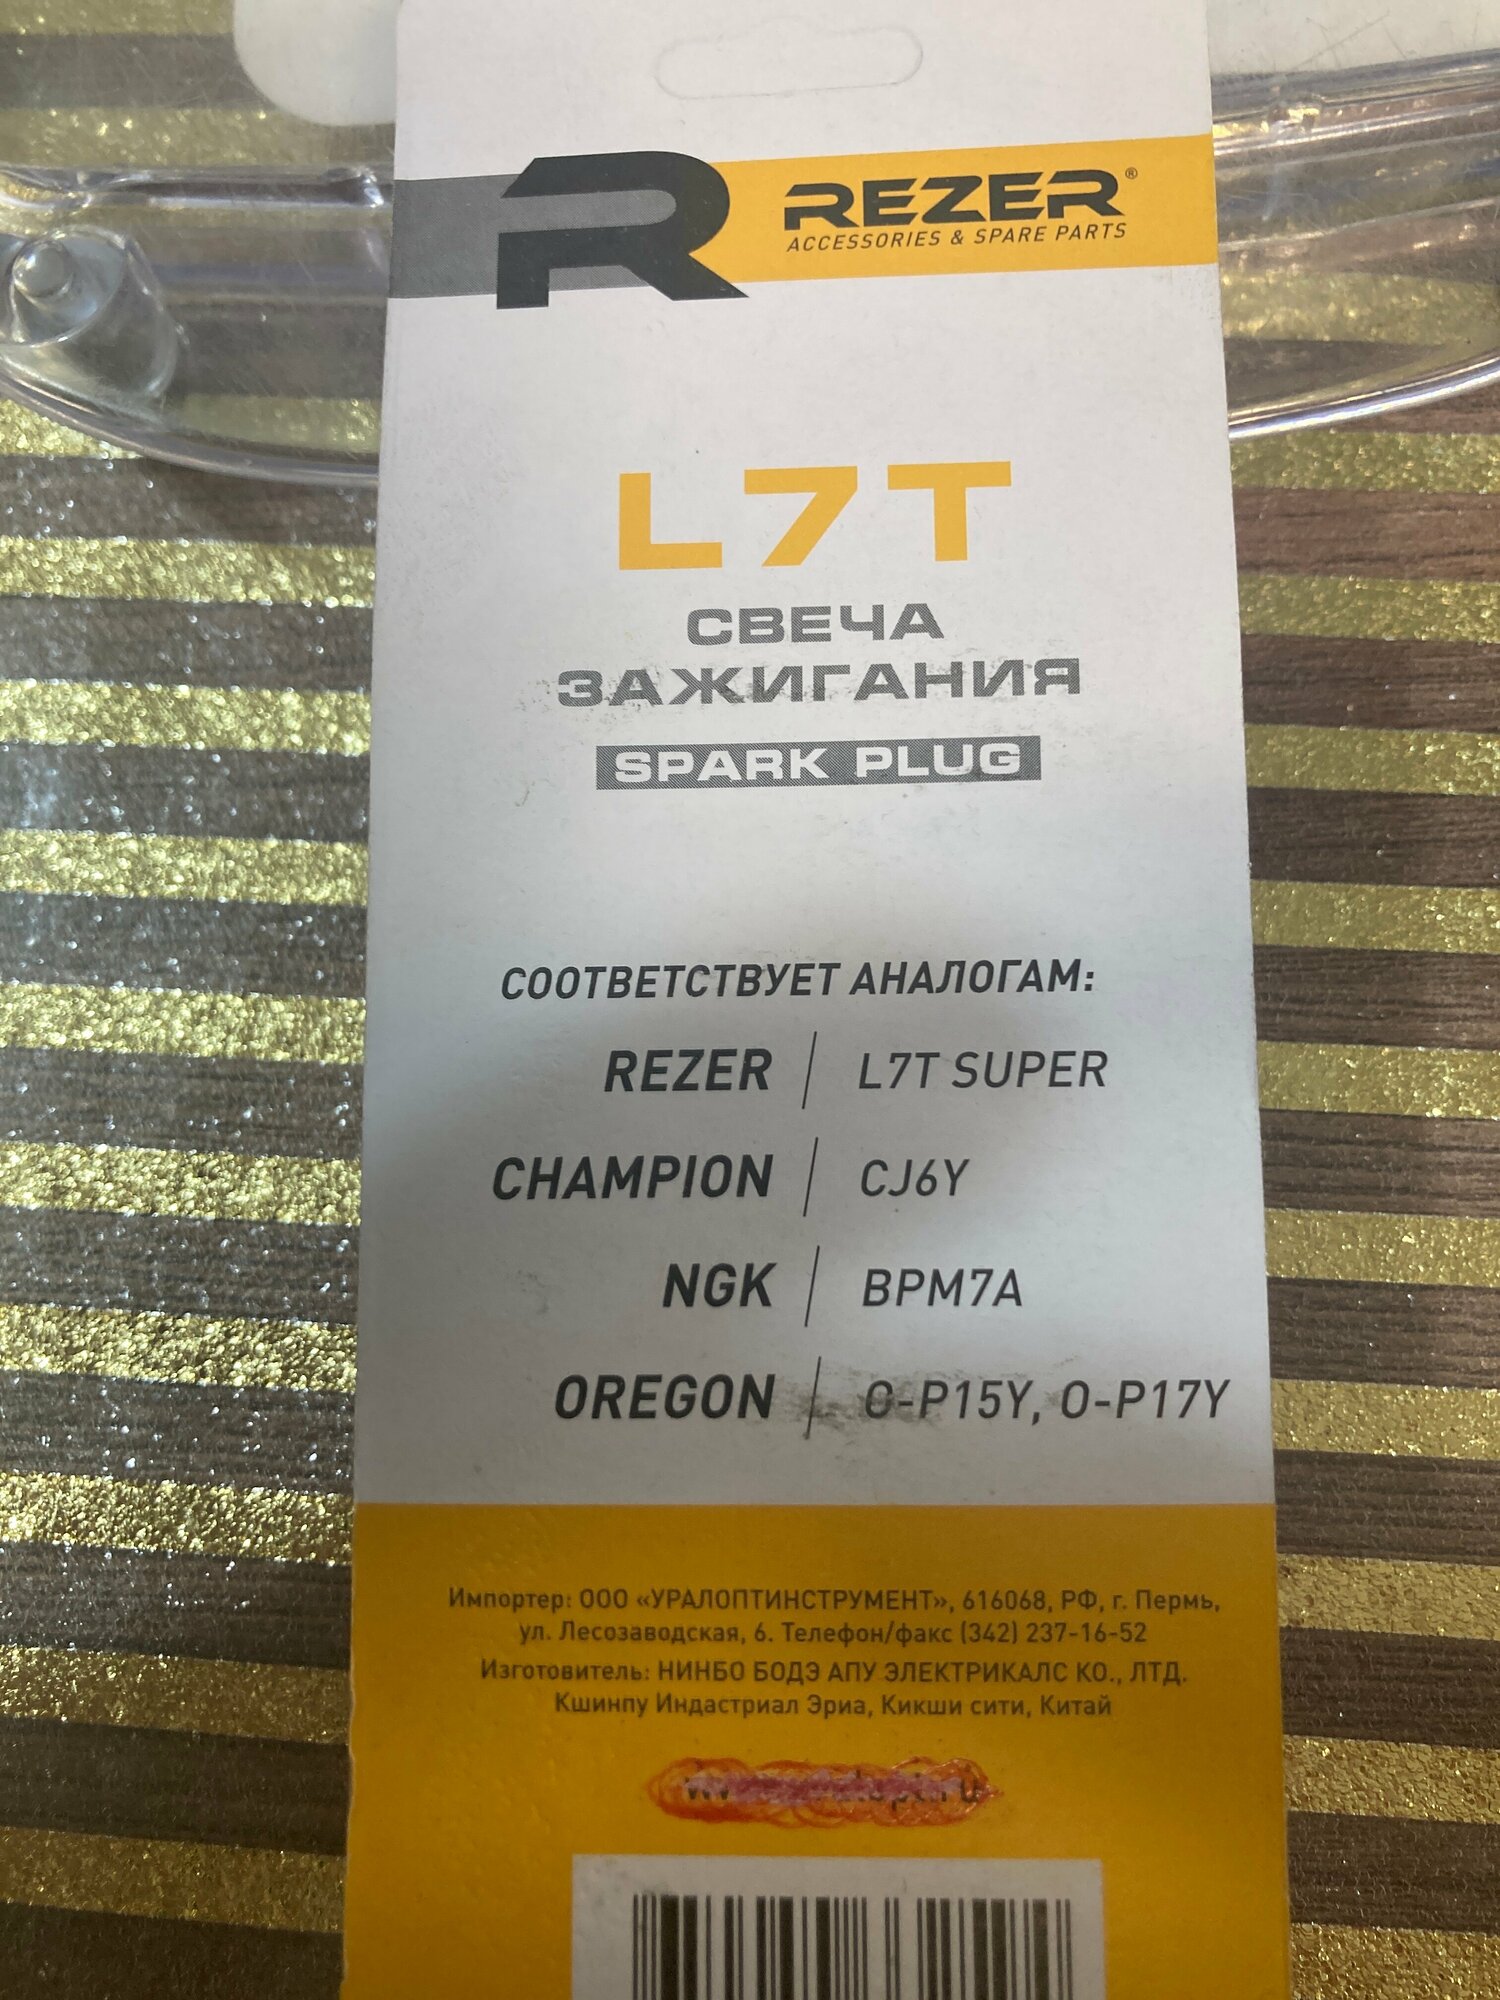 REZER®
ACCESSORIES & SPARE PARTS
L7T
СВЕЧА
ЗАЖИГАНИЯ
SPARK PLUG
СООТВЕТСТВУЕТ АНАЛОГАМ:
REZER / L7T SUPER
CHAMPION / CJ6Y
NGK / BPM7A
OREGON / O-P15Y, O-P17Y
Импортер: ООО «УРАЛОПТИНСТРУМЕНТ», 616068, РФ, г. Пермь,
ул. Лесозаводская, 6. Телефон/факс (342) 237-16-52
Изготовитель: НИНБО БОДЭ АПУ ЭЛЕКТРИКАЛС КО., ЛТД.
Кшинпу Индастриал Эриа, Кикши сити, Китай